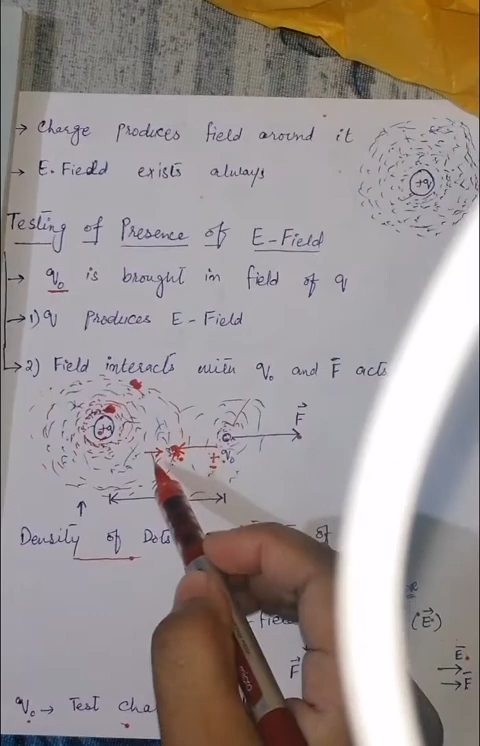 → Charge produces field around it
+q
→ E. Field exists always
Testing of Presence of E-Field
→ q₀ is brought in field of q
→ 1) q produces E-Field
→ 2) Field interacts with q₀ and F⃗ acts
+q
F⃗
+
q₀
Density of Dots of
(E⃗)
F⃗
E⃗
→ F⃗
q₀ → Test cha